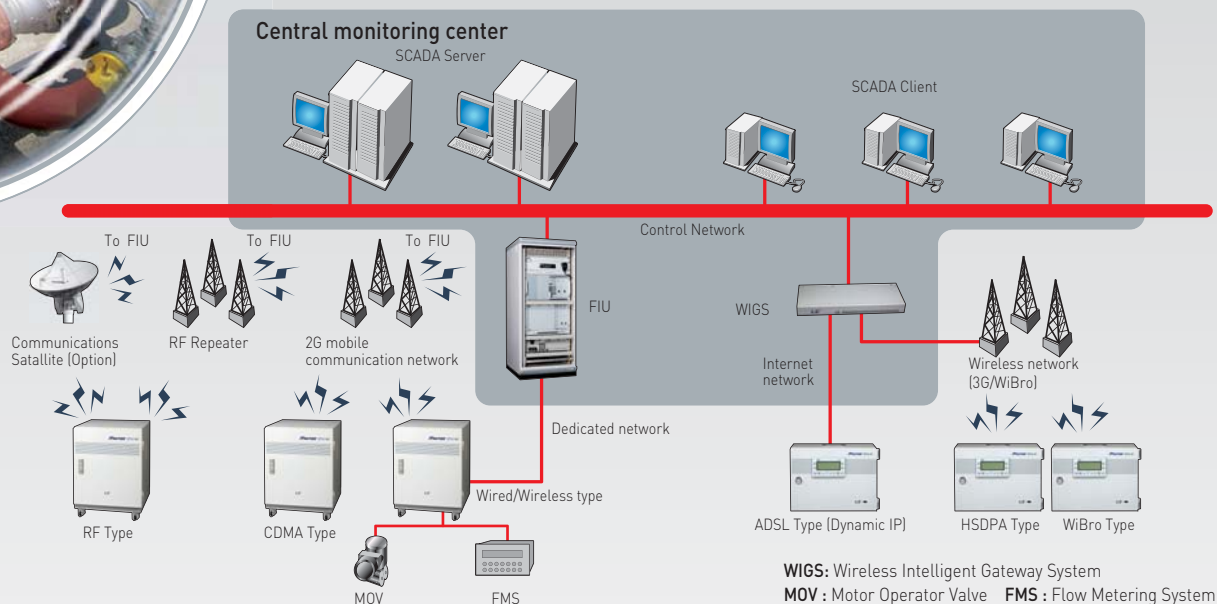 Central monitoring center
SCADA Server
SCADA Client
Control Network
To FIU
To FIU
To FIU
FIU
WIGS
Communications
Satallite (Option)
RF Repeater
2G mobile
communication network
Internet
network
Wireless network
(3G/WiBro)
Dedicated network
Wired/Wireless type
RF Type
CDMA Type
ADSL Type (Dynamic IP)
HSDPA Type
WiBro Type
MOV
FMS
WIGS: Wireless Intelligent Gateway System
MOV : Motor Operator Valve FMS : Flow Metering System